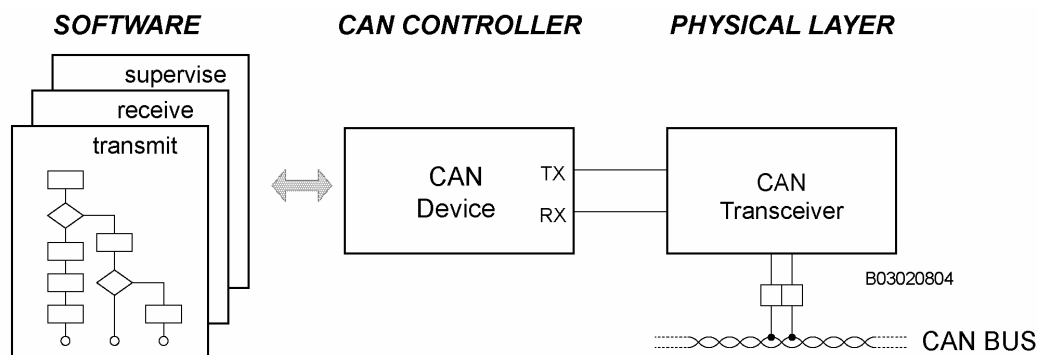 SOFTWARE
CAN CONTROLLER
PHYSICAL LAYER
supervise
receive
transmit
CAN
Device
TX
RX
CAN
Transceiver
B03020804
CAN BUS